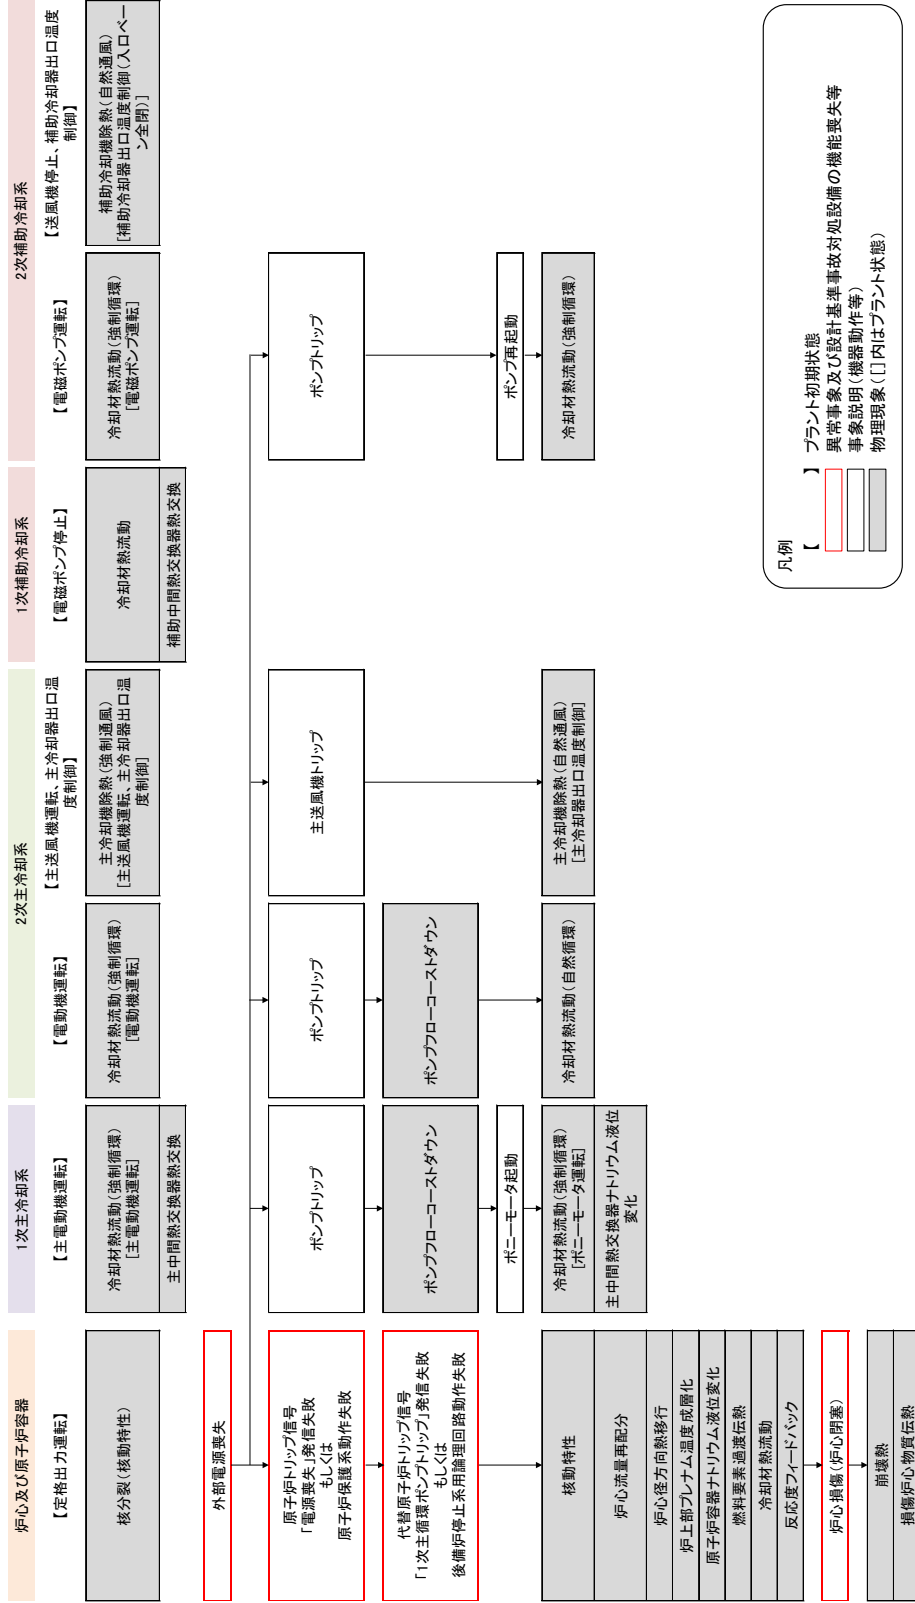 炉心及び原子炉容器
1次主冷却系
2次主冷却系
1次補助冷却系
2次補助冷却系
【定格出力運転】
【主電動機運転】
【電動機運転】
【主送風機運転、主冷却器出口温
度制御】
【電磁ポンプ停止】
【電磁ポンプ運転】
【送風機停止、補助冷却器出口温度
制御】
核分裂(核動特性)
冷却材熱流動(強制循環)
[主電動機運転]
主中間熱交換器熱交換
冷却材熱流動(強制循環)
[電動機運転]
主冷却機除熱(強制通風)
[主送風機運転、主冷却器出口温
度制御]
冷却材熱流動
補助中間熱交換器熱交換
冷却材熱流動(強制循環)
[電磁ポンプ運転]
補助冷却機除熱(自然通風)
[補助冷却器出口温度制御(入口ベー
ン全閉)]
外部電源喪失
原子炉トリップ信号
「電源喪失」発信失敗
もしくは
原子炉保護系動作失敗
ポンプトリップ
ポンプトリップ
主送風機トリップ
ポンプトリップ
代替原子炉トリップ信号
「1次主循環ポンプトリップ」発信失敗
もしくは
後備炉停止系用論理回路動作失敗
ポンプフローコーストダウン
ポンプフローコーストダウン
ポニーモータ起動
ポンプ再起動
核動特性
炉心流量再配分
炉心径方向熱移行
炉上部プレナム温度成層化
原子炉容器ナトリウム液位変化
燃料要素過渡伝熱
冷却材熱流動
反応度フィードバック
冷却材熱流動(強制循環)
[ポニーモータ運転]
主中間熱交換器ナトリウム液位
変化
冷却材熱流動(自然循環)
主冷却機除熱(自然通風)
[主冷却器出口温度制御]
冷却材熱流動(強制循環)
炉心損傷(炉心閉塞)
崩壊熱
損傷炉心物質伝熱
凡例
【 】 プラント初期状態
異常事象及び設計基準事故対処設備の機能喪失等
事象説明(機器動作等)
物理現象([]内はプラント状態)